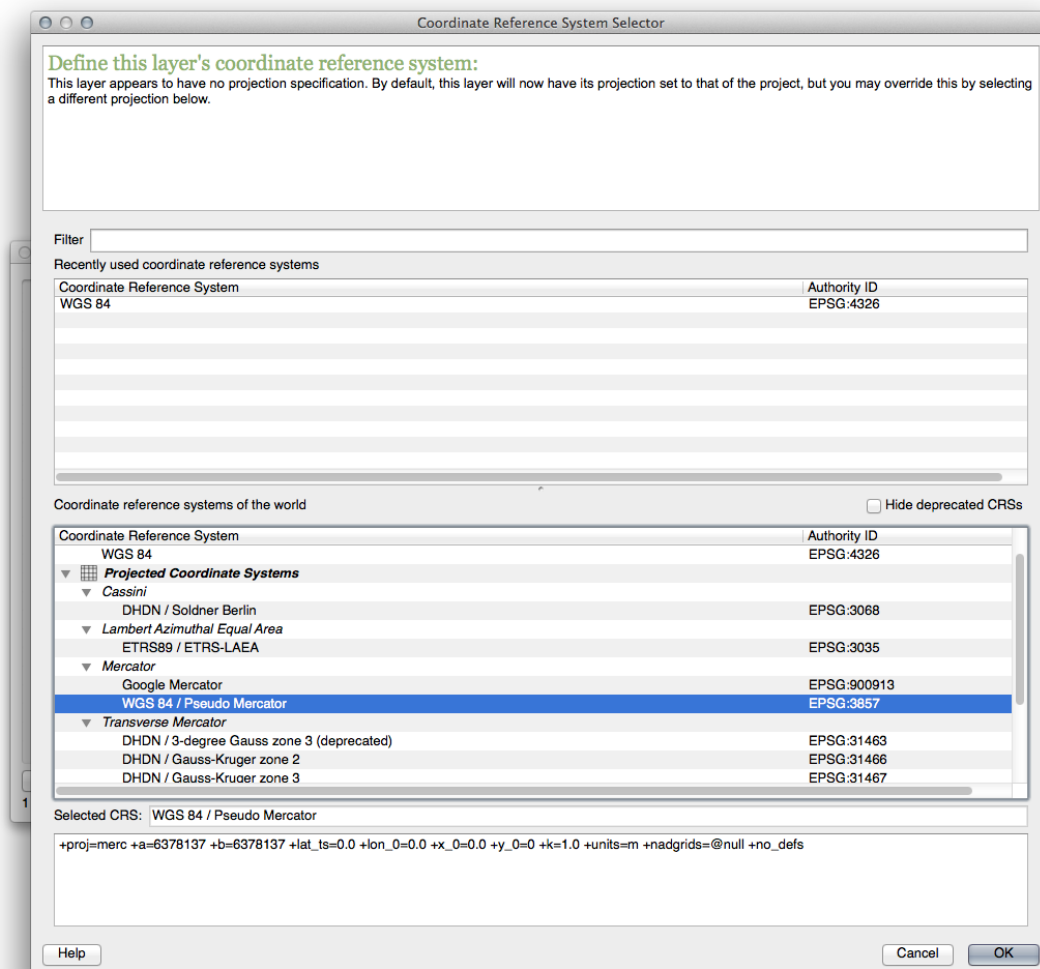 Coordinate Reference System Selector
Define this layer's coordinate reference system:
This layer appears to have no projection specification. By default, this layer will now have its projection set to that of the project, but you may override this by selecting
a different projection below.
Filter
Recently used coordinate reference systems
Coordinate Reference System Authority ID
WGS 84 EPSG:4326
Coordinate reference systems of the world Hide deprecated CRSs
Coordinate Reference System Authority ID
WGS 84 EPSG:4326
Projected Coordinate Systems
Cassini
DHDN / Soldner Berlin EPSG:3068
Lambert Azimuthal Equal Area
ETRS89 / ETRS-LAEA EPSG:3035
Mercator
Google Mercator EPSG:900913
WGS 84 / Pseudo Mercator EPSG:3857
Transverse Mercator
DHDN / 3-degree Gauss zone 3 (deprecated) EPSG:31463
DHDN / Gauss-Kruger zone 2 EPSG:31466
DHDN / Gauss-Kruger zone 3 EPSG:31467
1
Selected CRS: WGS 84 / Pseudo Mercator
+proj=merc +a=6378137 +b=6378137 +lat_ts=0.0 +lon_0=0.0 +x_0=0.0 +y_0=0 +k=1.0 +units=m +nadgrids=@null +no_defs
Help Cancel OK